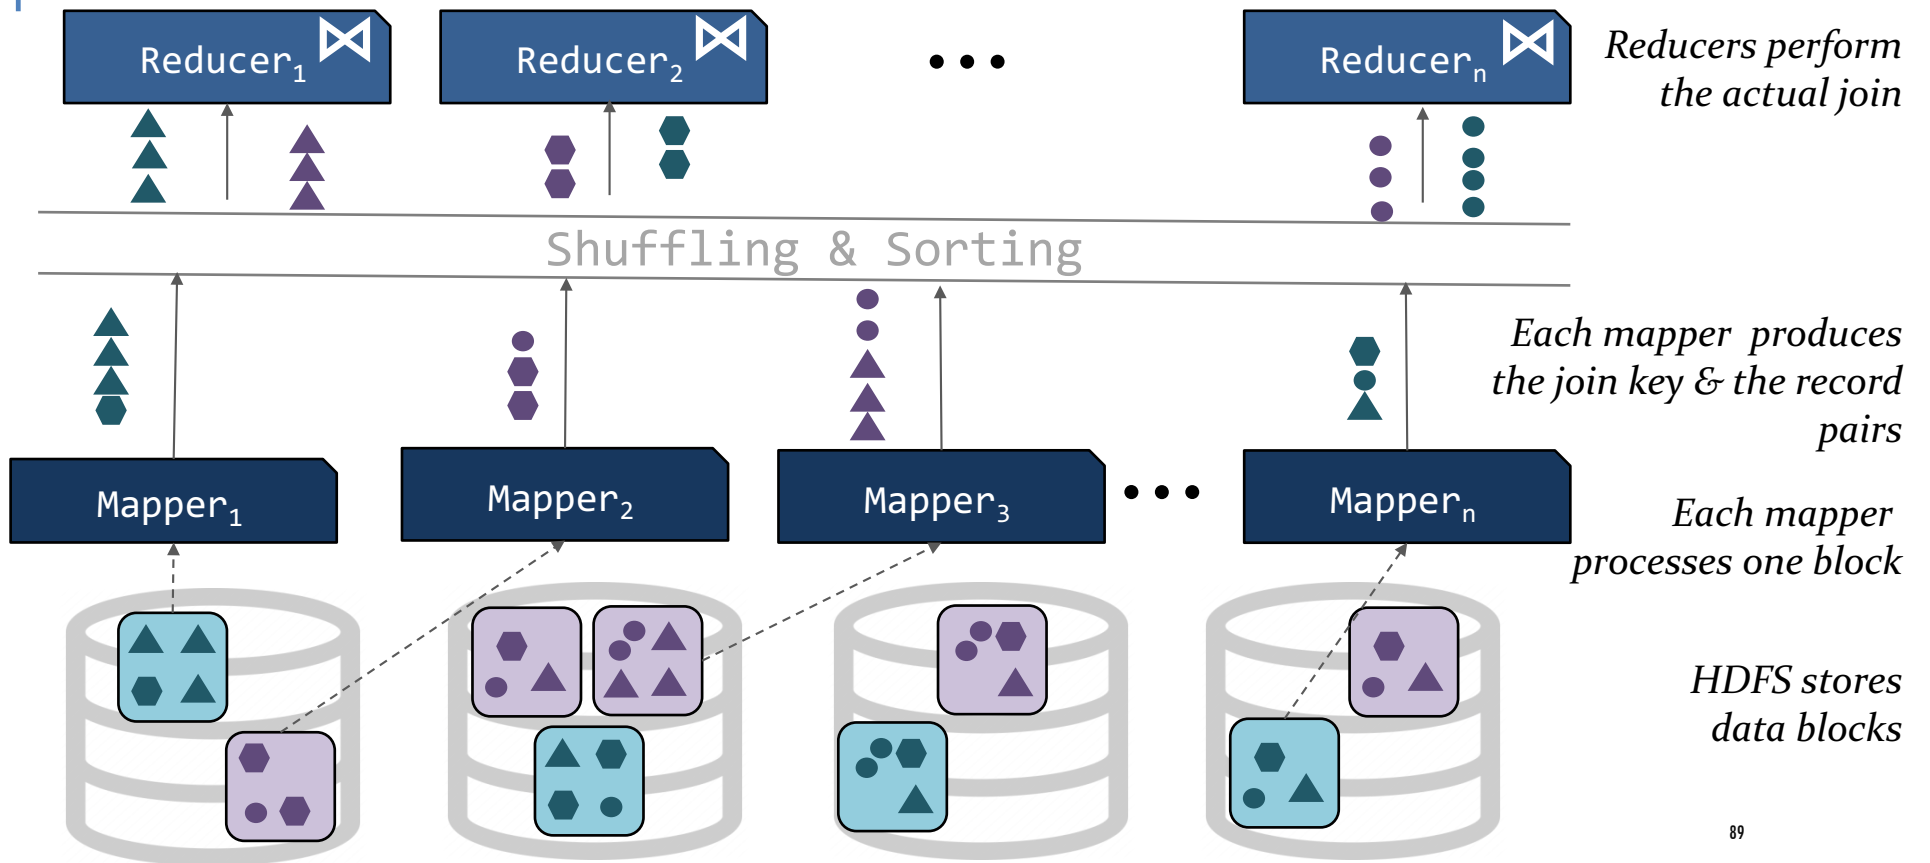 Reducer1
Reducer2
•••
Reducern
Reducers perform
the actual join
Shuffling & Sorting
Each mapper produces
the join key & the record
pairs
Mapper1
Mapper2
Mapper3
•••
Mappern
Each mapper
processes one block
HDFS stores
data blocks
89